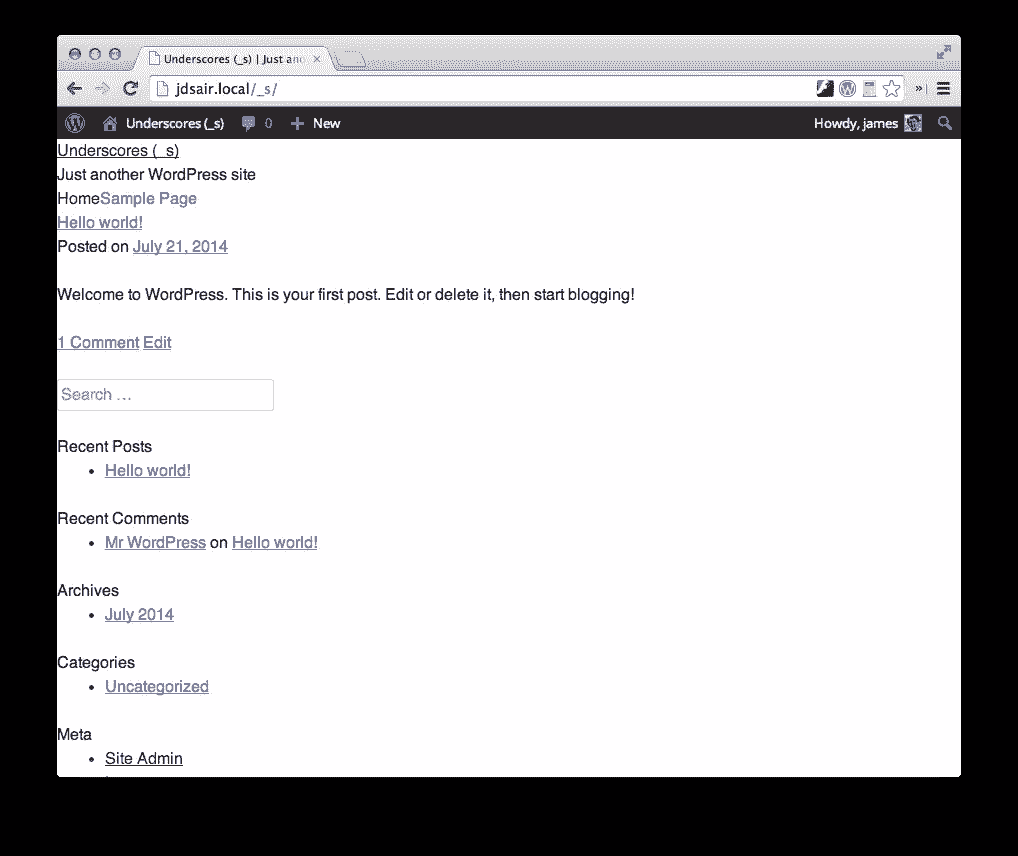 Underscores (_s) | Just ano
jdsair.local/_s/
Underscores (_s) 0 New Howdy, james
Underscores (_s)
Just another WordPress site
HomeSample Page
Hello world!
Posted on July 21, 2014
Welcome to WordPress. This is your first post. Edit or delete it, then start blogging!
1 Comment Edit
Search …
Recent Posts
Hello world!
Recent Comments
Mr WordPress on Hello world!
Archives
July 2014
Categories
Uncategorized
Meta
Site Admin